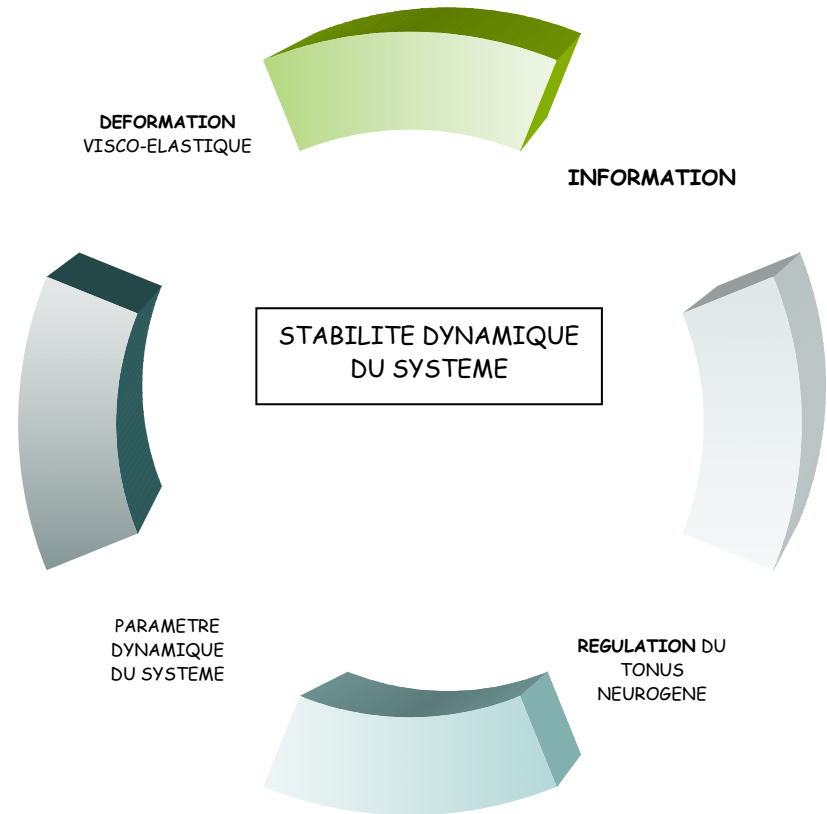 DEFORMATION
VISCO-ELASTIQUE
INFORMATION
STABILITE DYNAMIQUE
DU SYSTEME
PARAMETRE
DYNAMIQUE
DU SYSTEME
REGULATION DU
TONUS
NEUROGENE